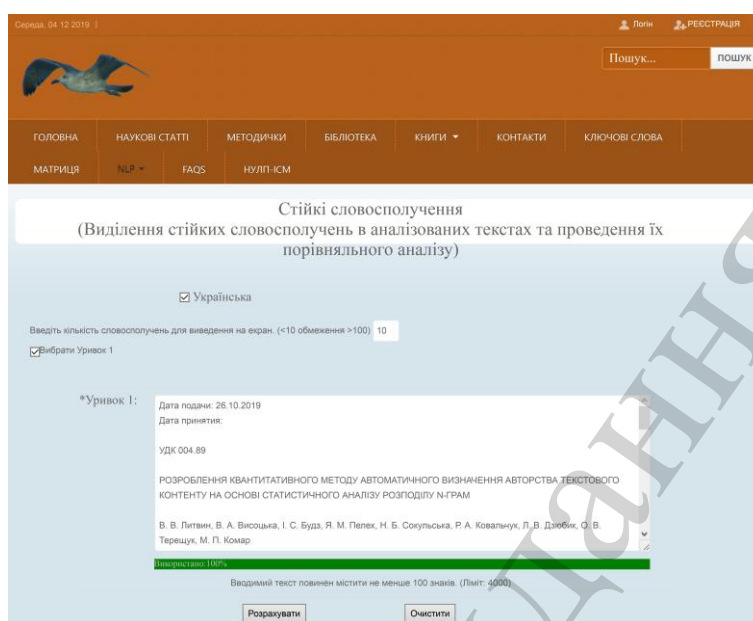 Середа, 04 12 2019 |
Логін
РЕЄСТРАЦІЯ
Пошук...
ПОШУК
ГОЛОВНА
НАУКОВІ СТАТТІ
МЕТОДИЧКИ
БІБЛІОТЕКА
КНИГИ
КОНТАКТИ
КЛЮЧОВІ СЛОВА
МАТРИЦЯ
NLP
FAQS
НУЛП-ІСМ
Стійкі словосполучення
(Виділення стійких словосполучень в аналізованих текстах та проведення їх
порівняльного аналізу)
Українська
Введіть кількість словосполучень для виведення на екран. (<10 обмеження >100) 10
Вибрати Уривок 1
*Уривок 1:
Дата подачи: 26.10.2019
Дата принятия:
УДК 004.89
РОЗРОБЛЕННЯ КВАНТИТАТИВНОГО МЕТОДУ АВТОМАТИЧНОГО ВИЗНАЧЕННЯ АВТОРСТВА ТЕКСТОВОГО
КОНТЕНТУ НА ОСНОВІ СТАТИСТИЧНОГО АНАЛІЗУ РОЗПОДІЛУ N-ГРАМ
В. В. Литвин, В. А. Висоцька, І. С. Будз, Я. М. Пелех, Н. Б. Сокульська, Р. А. Ковальчук, Л. В. Дзюбик, О. В.
Терещук, М. П. Комар
Використано:100%
Вводимий текст повинен містити не менше 100 знаків. (Ліміт: 4000)
Розрахувати
Очистити